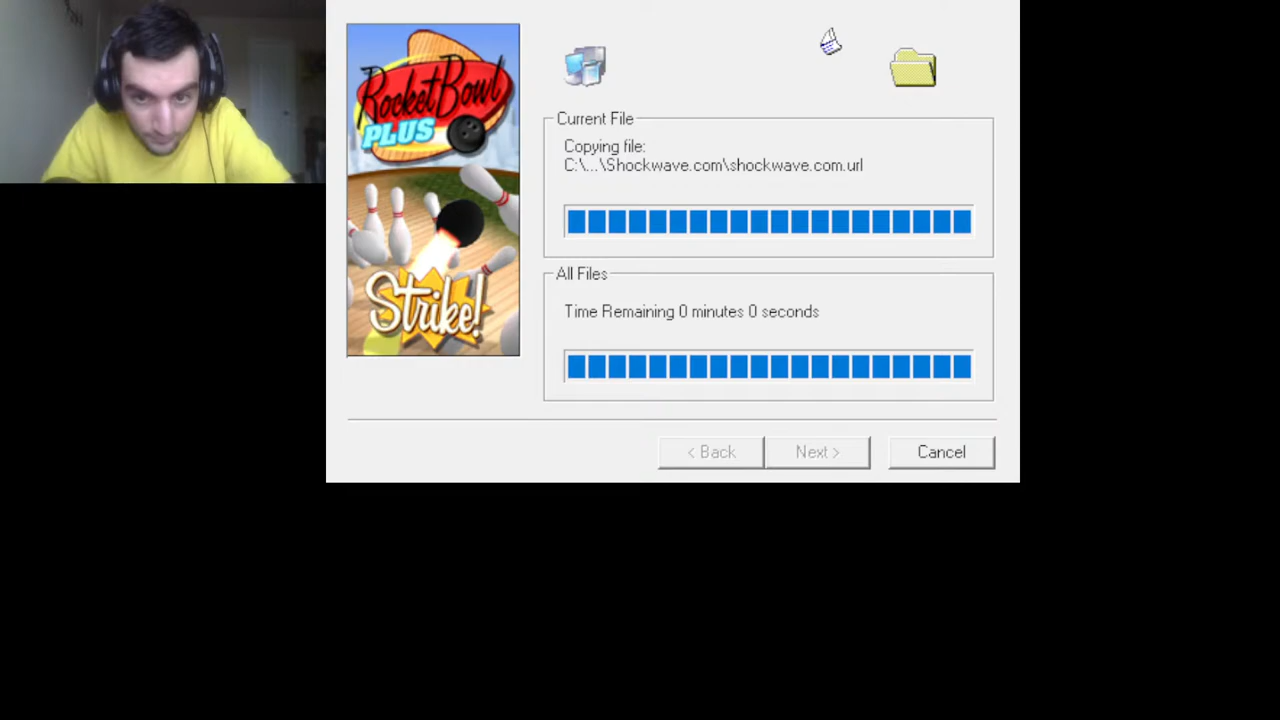 RocketBowl
PLUS
Strike!
Current File
Copying file:
C:\...\Shockwave.com\shockwave.com.url
All Files
Time Remaining 0 minutes 0 seconds
< Back
Next >
Cancel